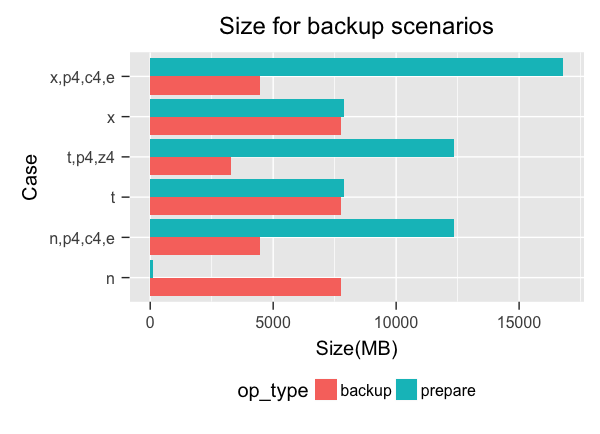 Size for backup scenarios
Case
x,p4,c4,e
x
t,p4,z4
t
n,p4,c4,e
n
0 5000 10000 15000
Size(MB)
op_type backup prepare